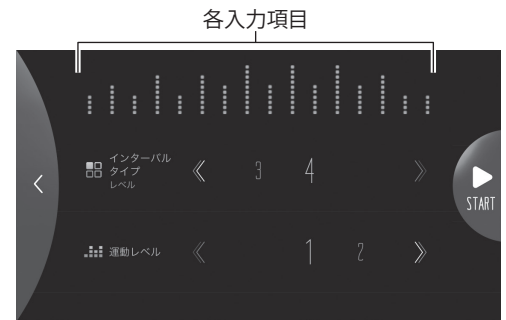 各入力項目
インターバル
タイプ
レベル
《 3 4 》
START
運動レベル
《 1 2 》